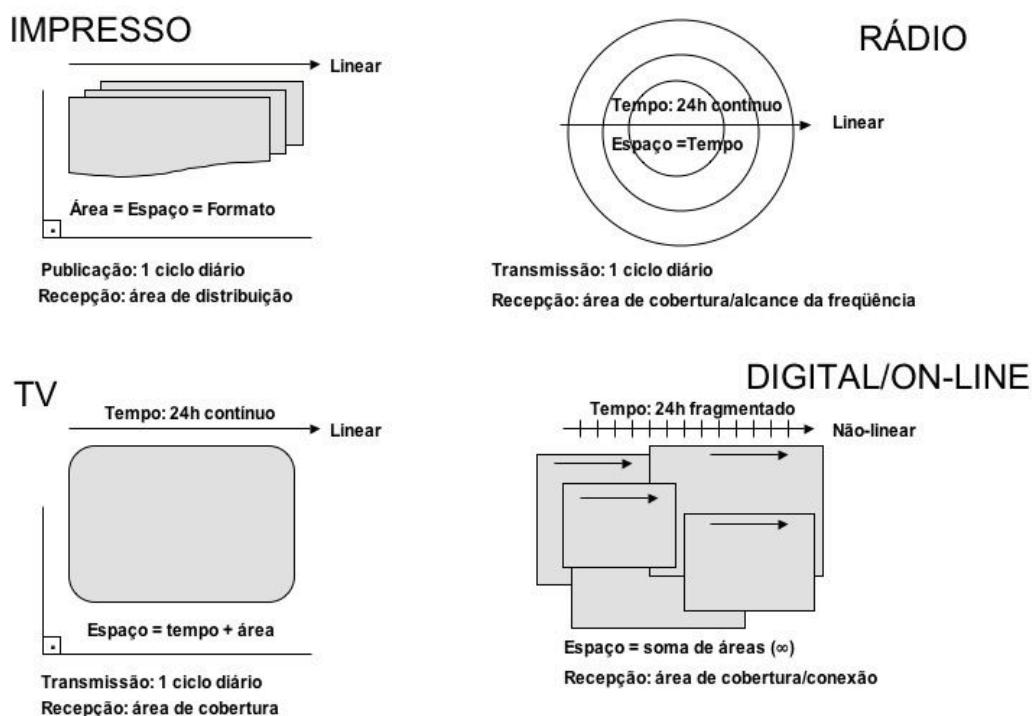 IMPRESSO
Linear
Área = Espaço = Formato
Publicação: 1 ciclo diário
Recepção: área de distribuição
RÁDIO
Tempo: 24h contínuo
Linear
Espaço =Tempo
Transmissão: 1 ciclo diário
Recepção: área de cobertura/alcance da freqüência
TV
Tempo: 24h contínuo
Linear
Espaço = tempo + área
Transmissão: 1 ciclo diário
Recepção: área de cobertura
DIGITAL/ON-LINE
Tempo: 24h fragmentado
Não-linear
Espaço = soma de áreas (∞)
Recepção: área de cobertura/conexão